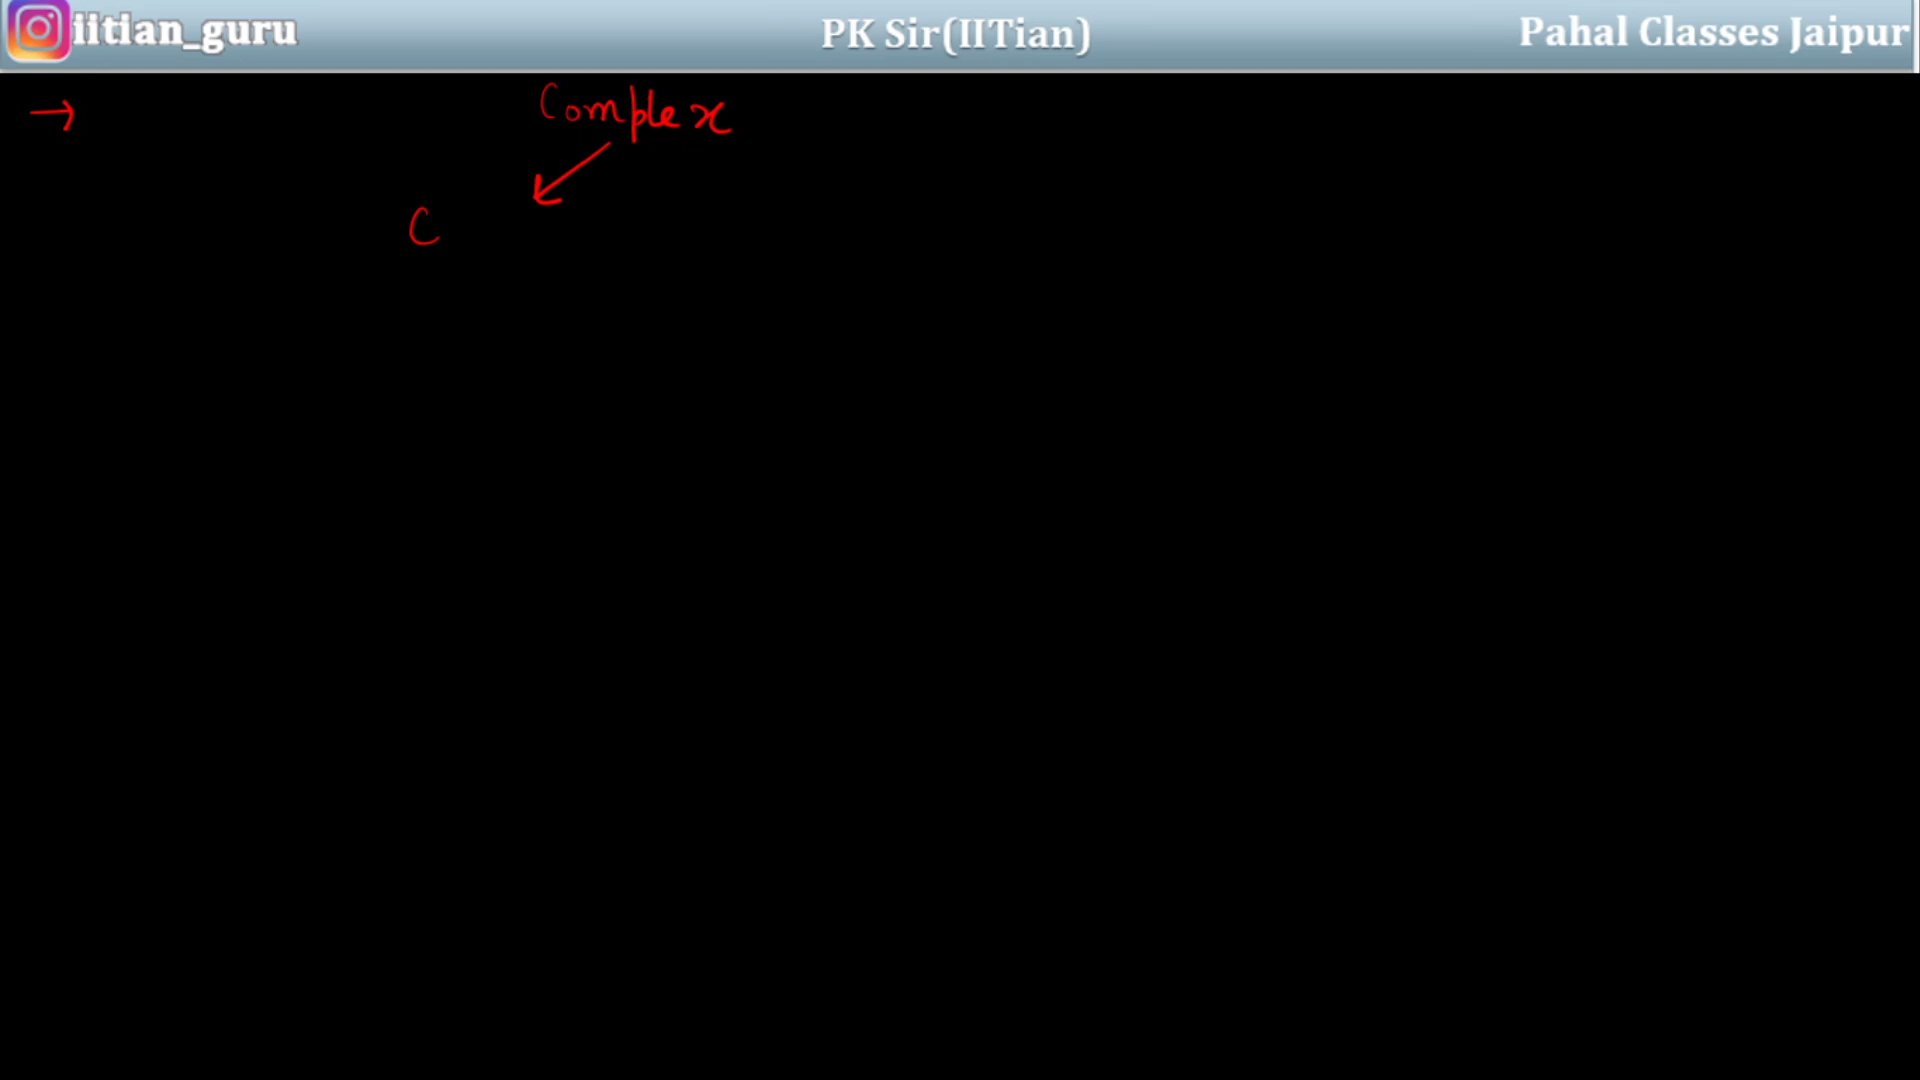 iitian_guru PK Sir(IITian) Pahal Classes Jaipur
→ Complex
C